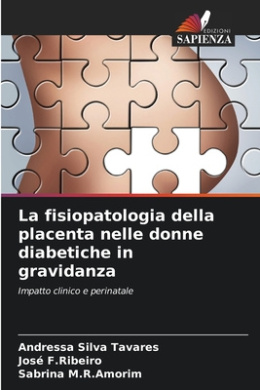 EDIZIONI
SAPIENZA
La fisiopatologia della
placenta nelle donne
diabetiche in
gravidanza
Impatto clinico e perinatale
Andressa Silva Tavares
José F.Ribeiro
Sabrina M.R.Amorim